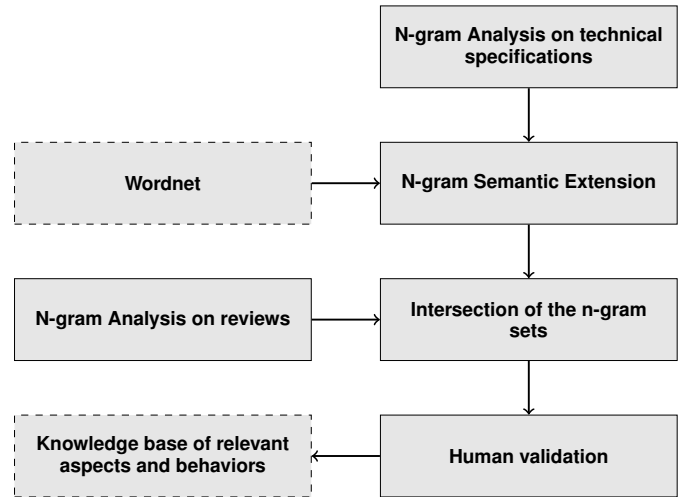 N-gram Analysis on technical
specifications
Wordnet
N-gram Semantic Extension
N-gram Analysis on reviews
Intersection of the n-gram
sets
Knowledge base of relevant
aspects and behaviors
Human validation